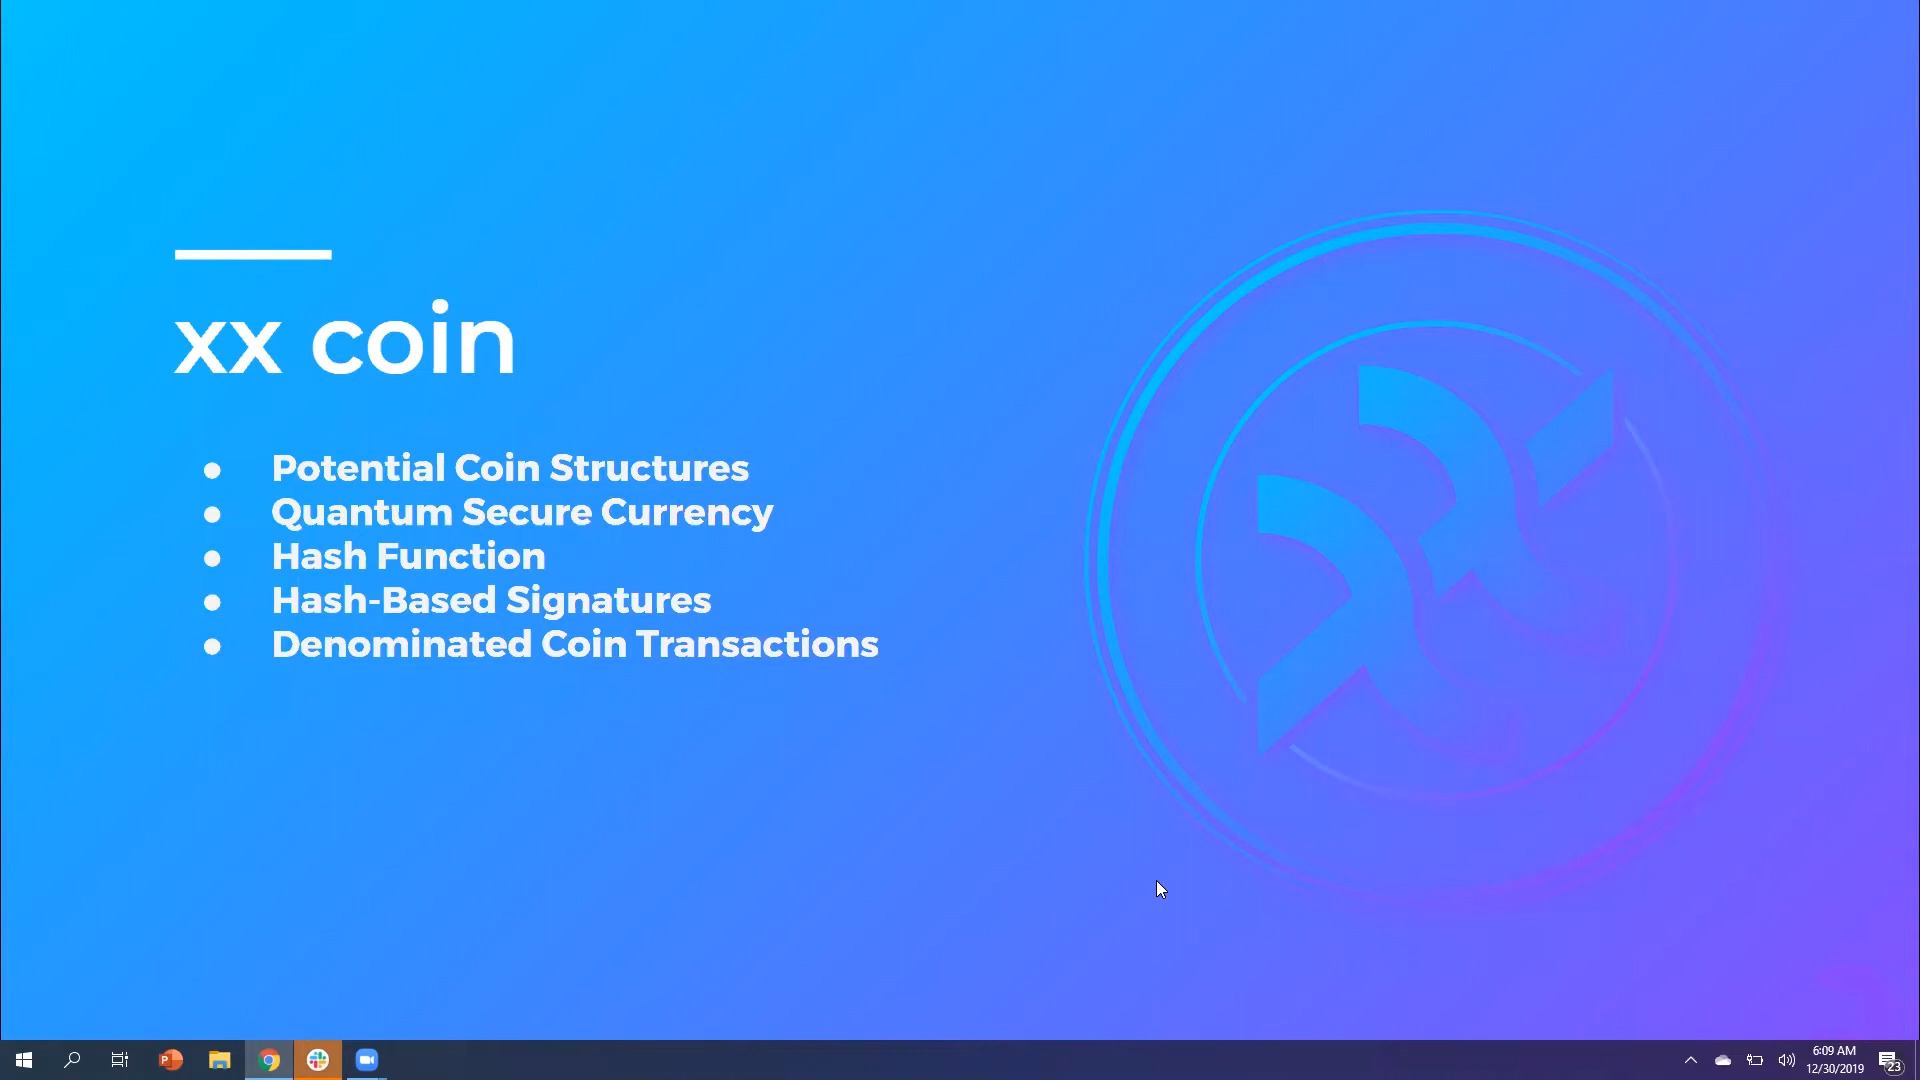 xx coin
● Potential Coin Structures
● Quantum Secure Currency
● Hash Function
● Hash-Based Signatures
● Denominated Coin Transactions
6:09 AM
12/30/2019
23